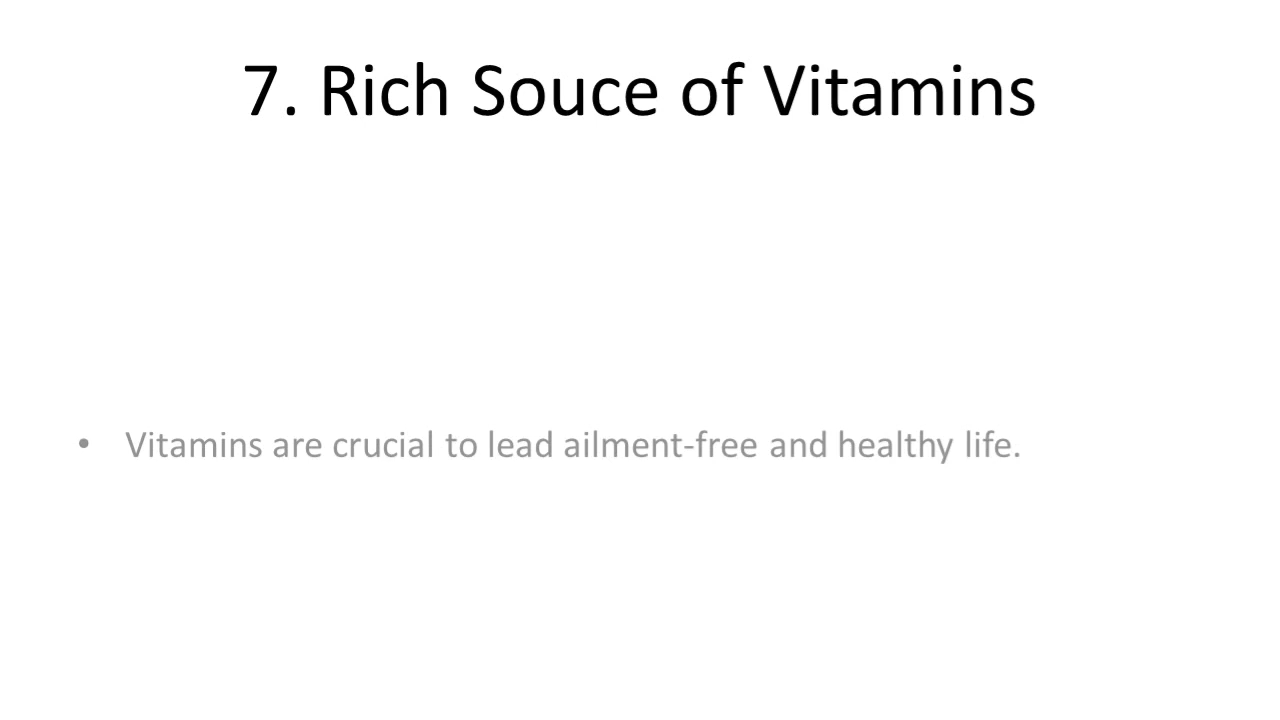 7. Rich Souce of Vitamins
• Vitamins are crucial to lead ailment-free and healthy life.